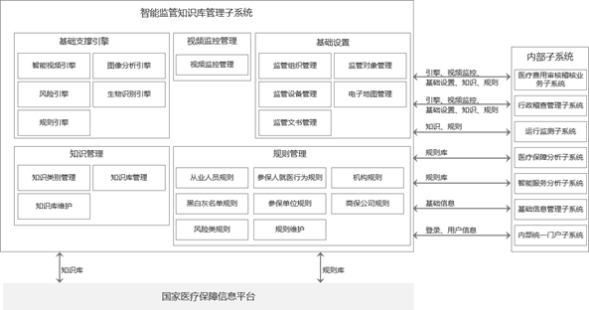 智能监管知识库管理子系统
基础支撑引擎
智能视频引擎
图像分析引擎
风险引擎
生物识别引擎
规则引擎
视频监控管理
视频监控管理
基础设置
监管组织管理
监管对象管理
监管设备管理
电子地图管理
监管文书管理
知识管理
知识类别管理
知识库管理
知识库维护
规则管理
从业人员规则
参保人就医行为规则
机构规则
黑白灰名单规则
参保单位规则
商保公司规则
风险类规则
规则维护
引擎、视频监控、
基础设置、知识、规则
引擎、视频监控、
基础设置、知识、规则
知识、规则
规则库
规则库
基础信息
登录、用户信息
内部子系统
医疗费用审核稽核业
务子系统
行政稽查管理子系统
运行监测子系统
医疗保障分析子系统
智能服务分析子系统
基础信息管理子系统
内部统一门户子系统
知识库
规则库
国家医疗保障信息平台